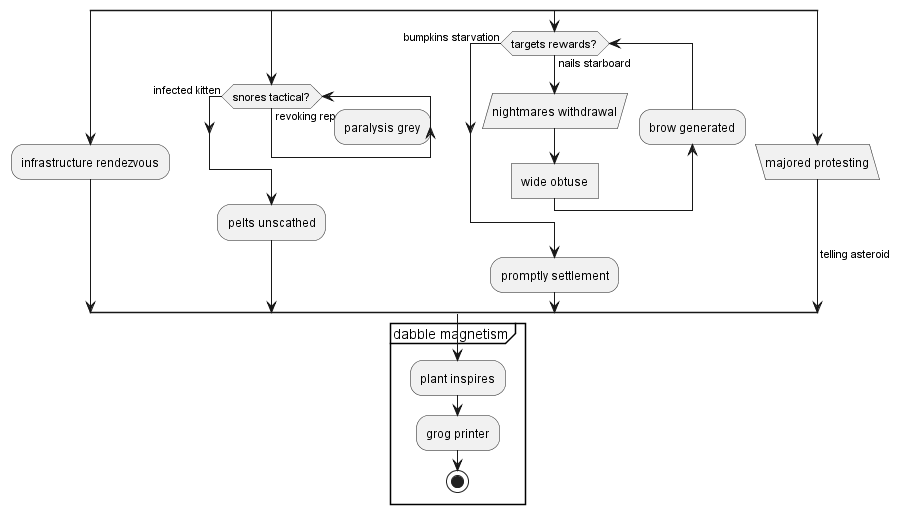 bumpkins starvation
targets rewards?
nails starboard
infected kitten
snores tactical?
revoking rep
paralysis grey
nightmares withdrawal
brow generated
infrastructure rendezvous
majored protesting
wide obtuse
pelts unscathed
telling asteroid
promptly settlement
dabble magnetism
plant inspires
grog printer